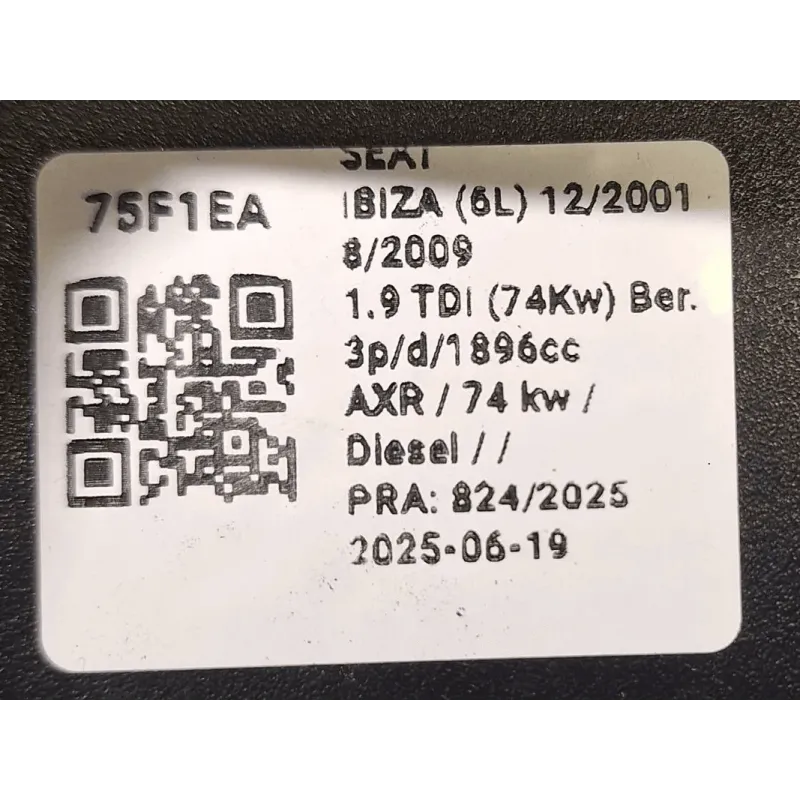 SEAT
75F1EA
IBIZA (6L) 12/2001
8/2009
1.9 TDI (74Kw) Ber.
3p/d/1896cc
AXR / 74 kw /
Diesel / /
PRA: 824/2025
2025-06-19